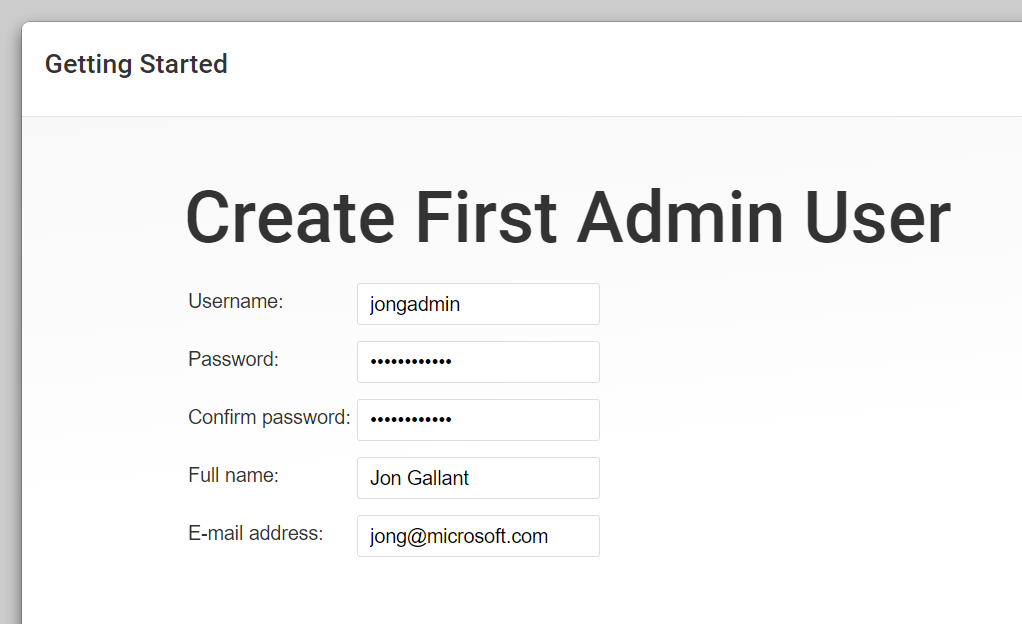 Getting Started
Create First Admin User
Username: jongadmin
Password: ••••••••••••
Confirm password: ••••••••••••
Full name: Jon Gallant
E-mail address: jong@microsoft.com